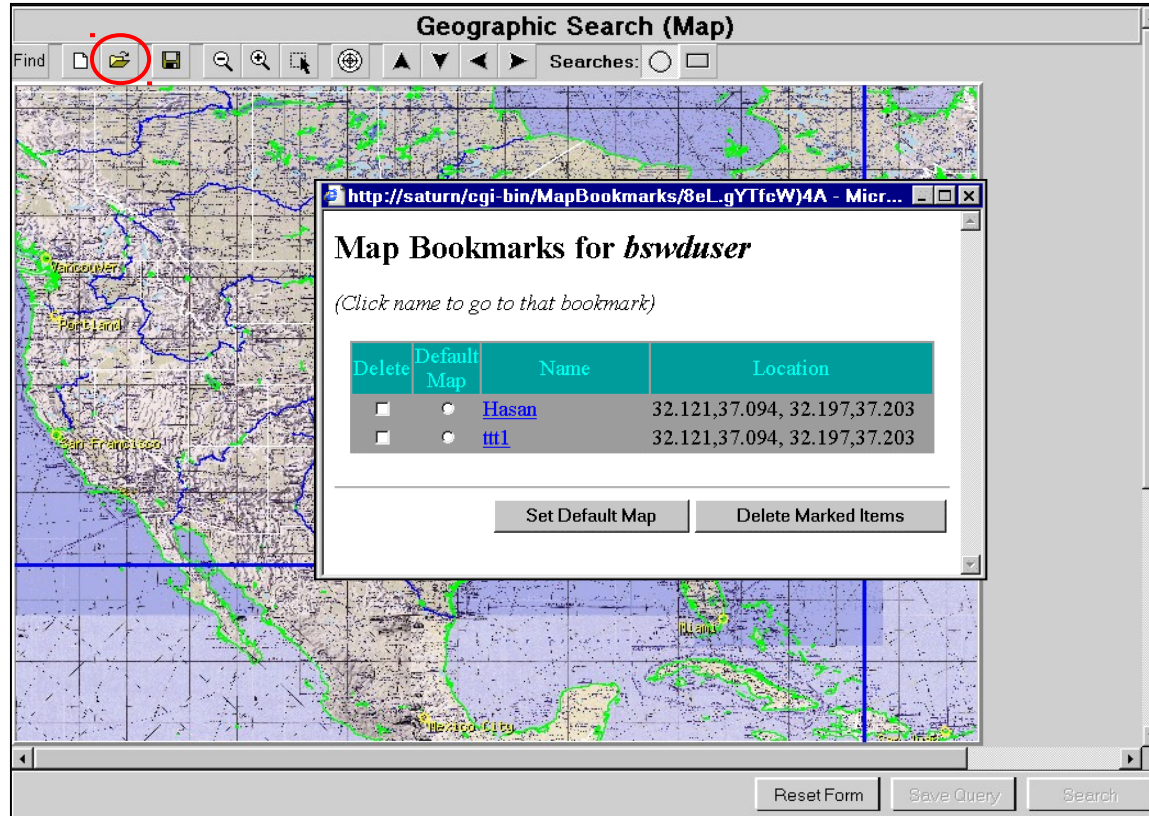 Geographic Search (Map)
Find
Searches:
http://saturn/cgi-bin/MapBookmarks/8eL.gYTfcW)4A - Micr...
Map Bookmarks for bswduser
(Click name to go to that bookmark)
Delete Default Map Name Location
Hasan 32.121,37.094, 32.197,37.203
ttt1 32.121,37.094, 32.197,37.203
Set Default Map Delete Marked Items
Vancouver
Portland
San Francisco
Miami
Mexico City
Reset Form Save Query Search